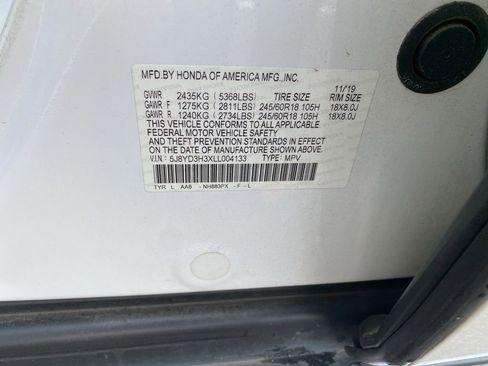 MFD.BY HONDA OF AMERICA MFG.,INC.
GVWR 2435KG ( 5368LBS) TIRE SIZE 11/19 RIM SIZE
GAWR F 1275KG ( 2811LBS) 245/60R18 105H 18X8.0J
GAWR R 1240KG ( 2734LBS) 245/60R18 105H 18X8.0J
THIS VEHICLE CONFORMS TO ALL APPLICABLE
FEDERAL MOTOR VEHICLE SAFETY
AND THEFT PREVENTION STANDARDS IN EFFECT
ON THE DATE OF MANUFACTURE SHOWN ABOVE.
V.I.N.: 5J8YD3H3XLL004133 TYPE: MPV
TYR L AA8 - NH883PX - F - L